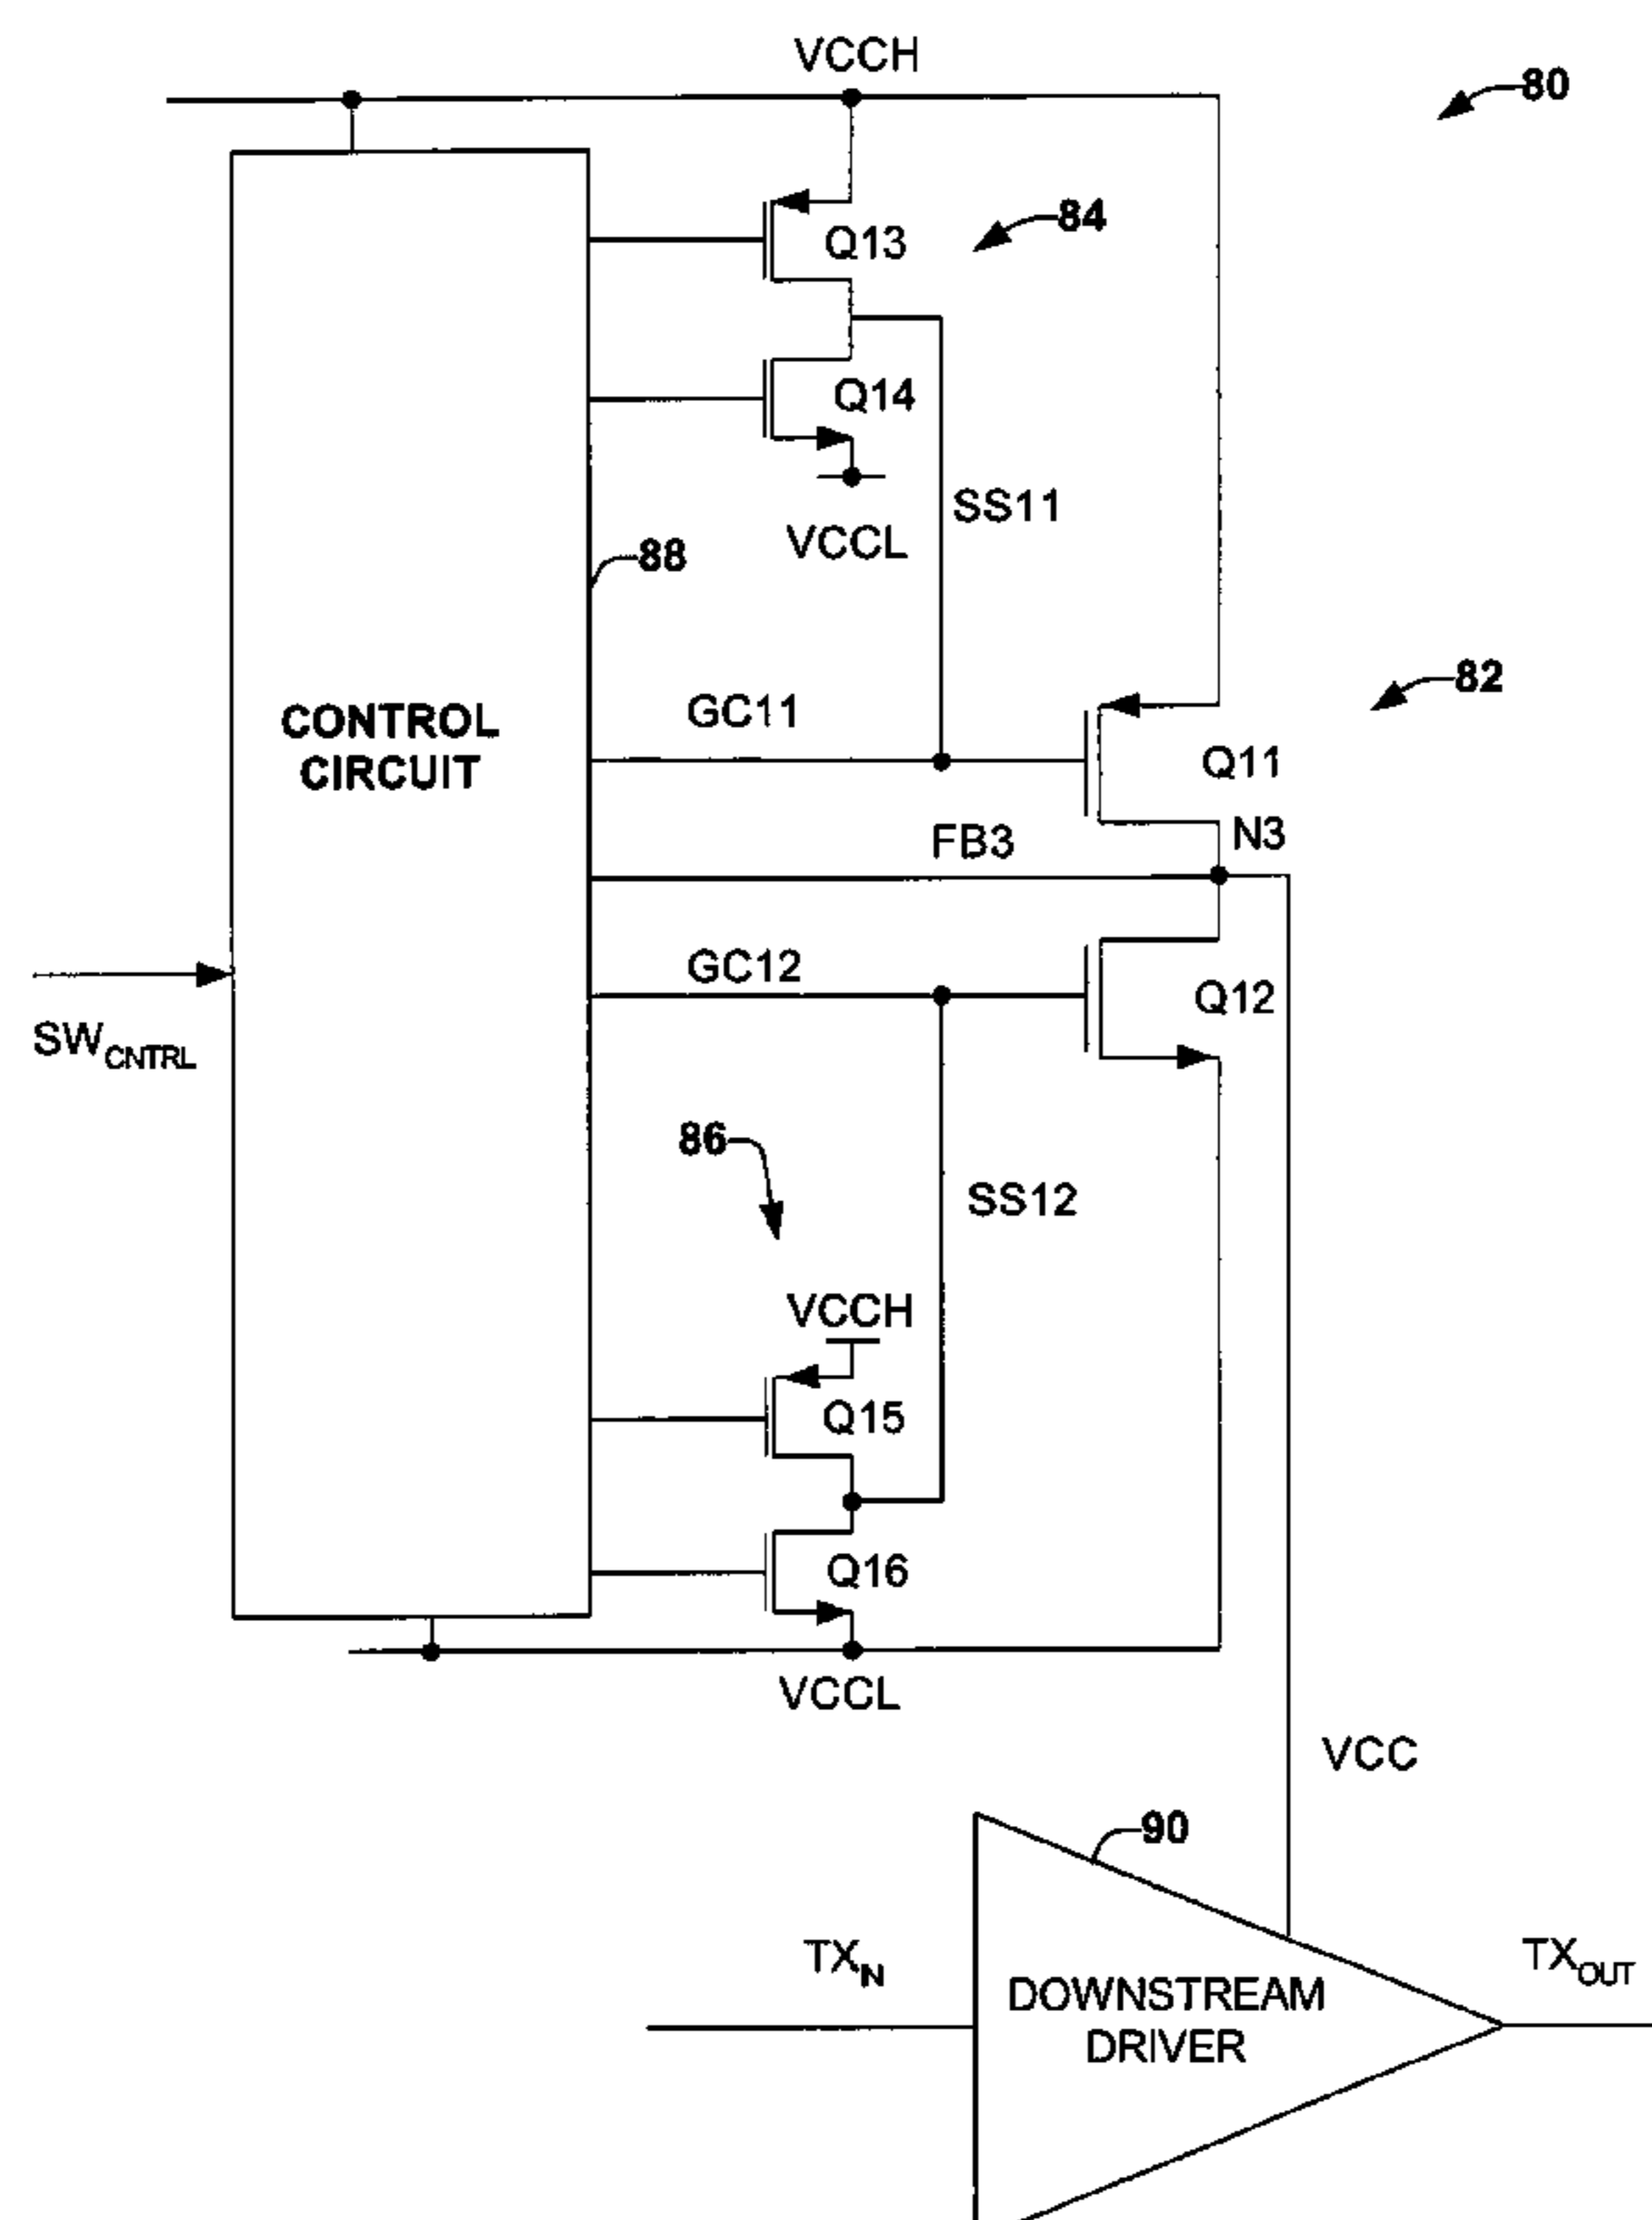 VCCH
80
84
Q13
Q14
SS11
VCCL
88
82
GC11
CONTROL
CIRCUIT
Q11
N3
FB3
GC12
Q12
SW_CNTRL
86
SS12
VCCH
Q15
Q16
VCCL
VCC
90
TX_IN
TX_OUT
DOWNSTREAM
DRIVER